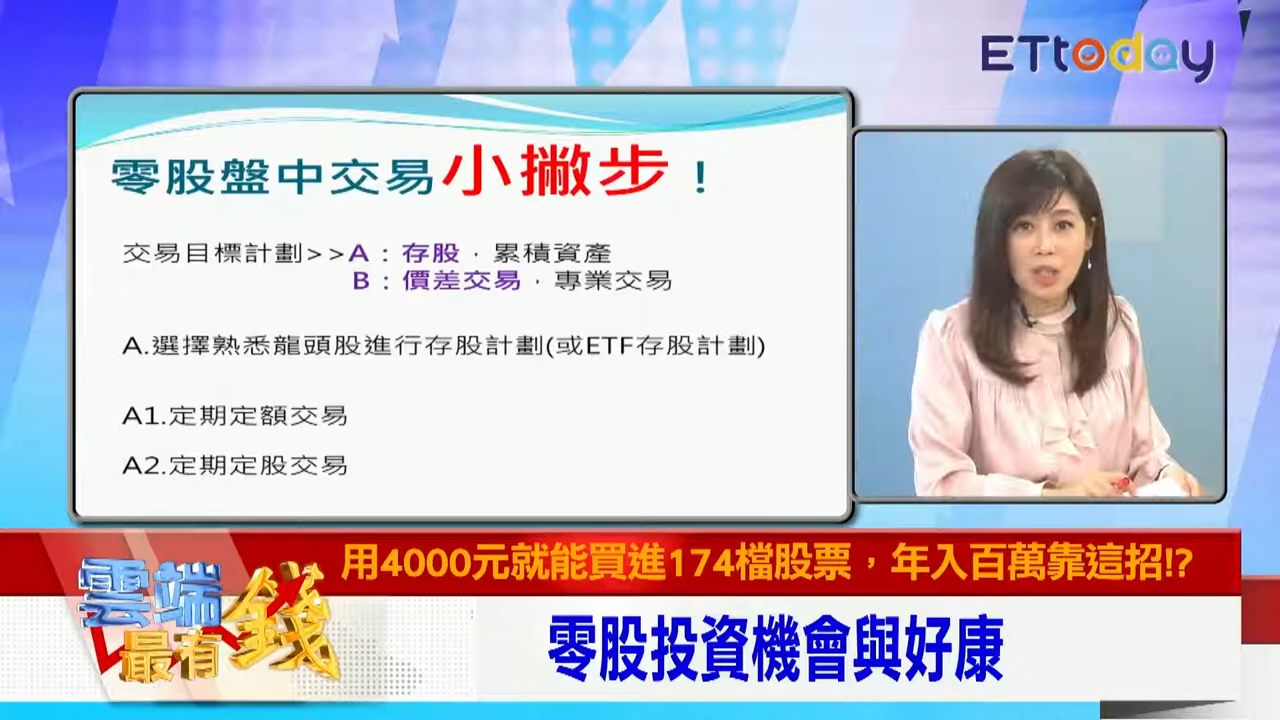 ETtoday
零股盤中交易小撇步！
交易目標計劃>>A：存股，累積資產
B：價差交易，專業交易
A.選擇熟悉龍頭股進行存股計劃(或ETF存股計劃)
A1.定期定額交易
A2.定期定股交易
用4000元就能買進174檔股票，年入百萬靠這招!?
雲端最有錢
零股投資機會與好康